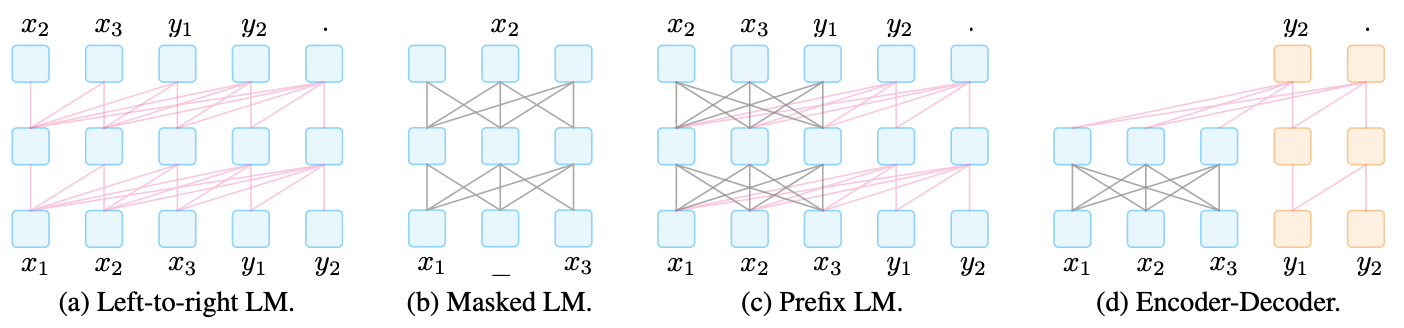 x₂ x₃ y₁ y₂ . x₂ x₂ x₃ y₁ y₂ . y₂ .
x₁ x₂ x₃ y₁ y₂ x₁ _ x₃ x₁ x₂ x₃ y₁ y₂ x₁ x₂ x₃ y₁ y₂
(a) Left-to-right LM. (b) Masked LM. (c) Prefix LM. (d) Encoder-Decoder.